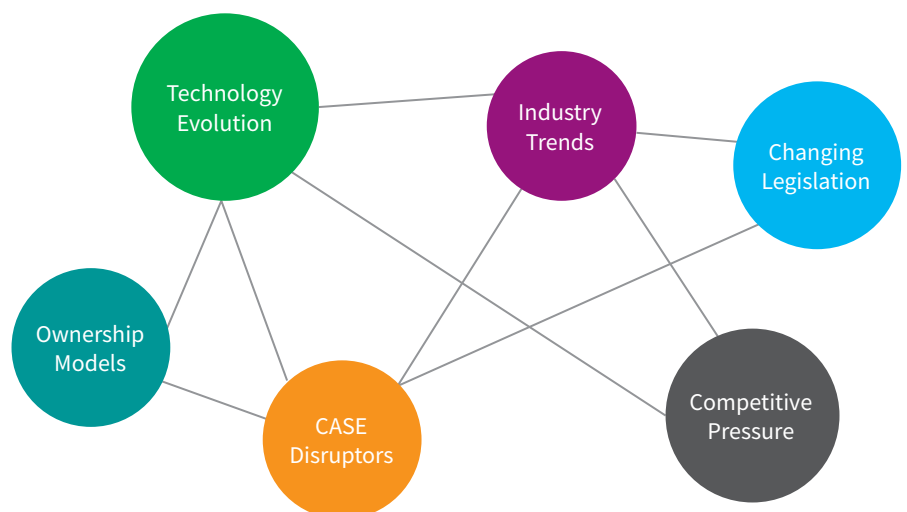 Technology
Evolution
Industry
Trends
Changing
Legislation
Ownership
Models
CASE
Disruptors
Competitive
Pressure